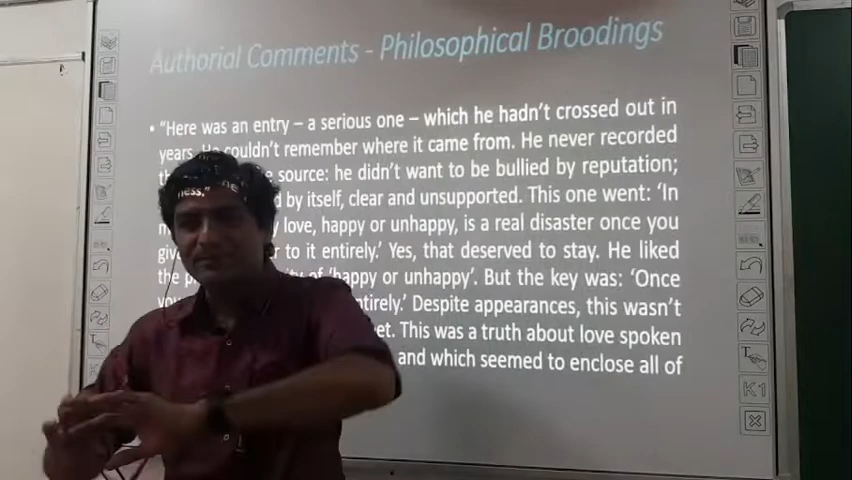 Authorial Comments - Philosophical Broodings
• “Here was an entry – a serious one – which he hadn’t crossed out in
years. He couldn’t remember where it came from. He never recorded
source: he didn’t want to be bullied by reputation;
by itself, clear and unsupported. This one went: ‘In
love, happy or unhappy, is a real disaster once you
to it entirely.’ Yes, that deserved to stay. He liked
the of ‘happy or unhappy’. But the key was: ‘Once
entirely.’ Despite appearances, this wasn’t
This was a truth about love spoken
and which seemed to enclose all of
ness.”
K1